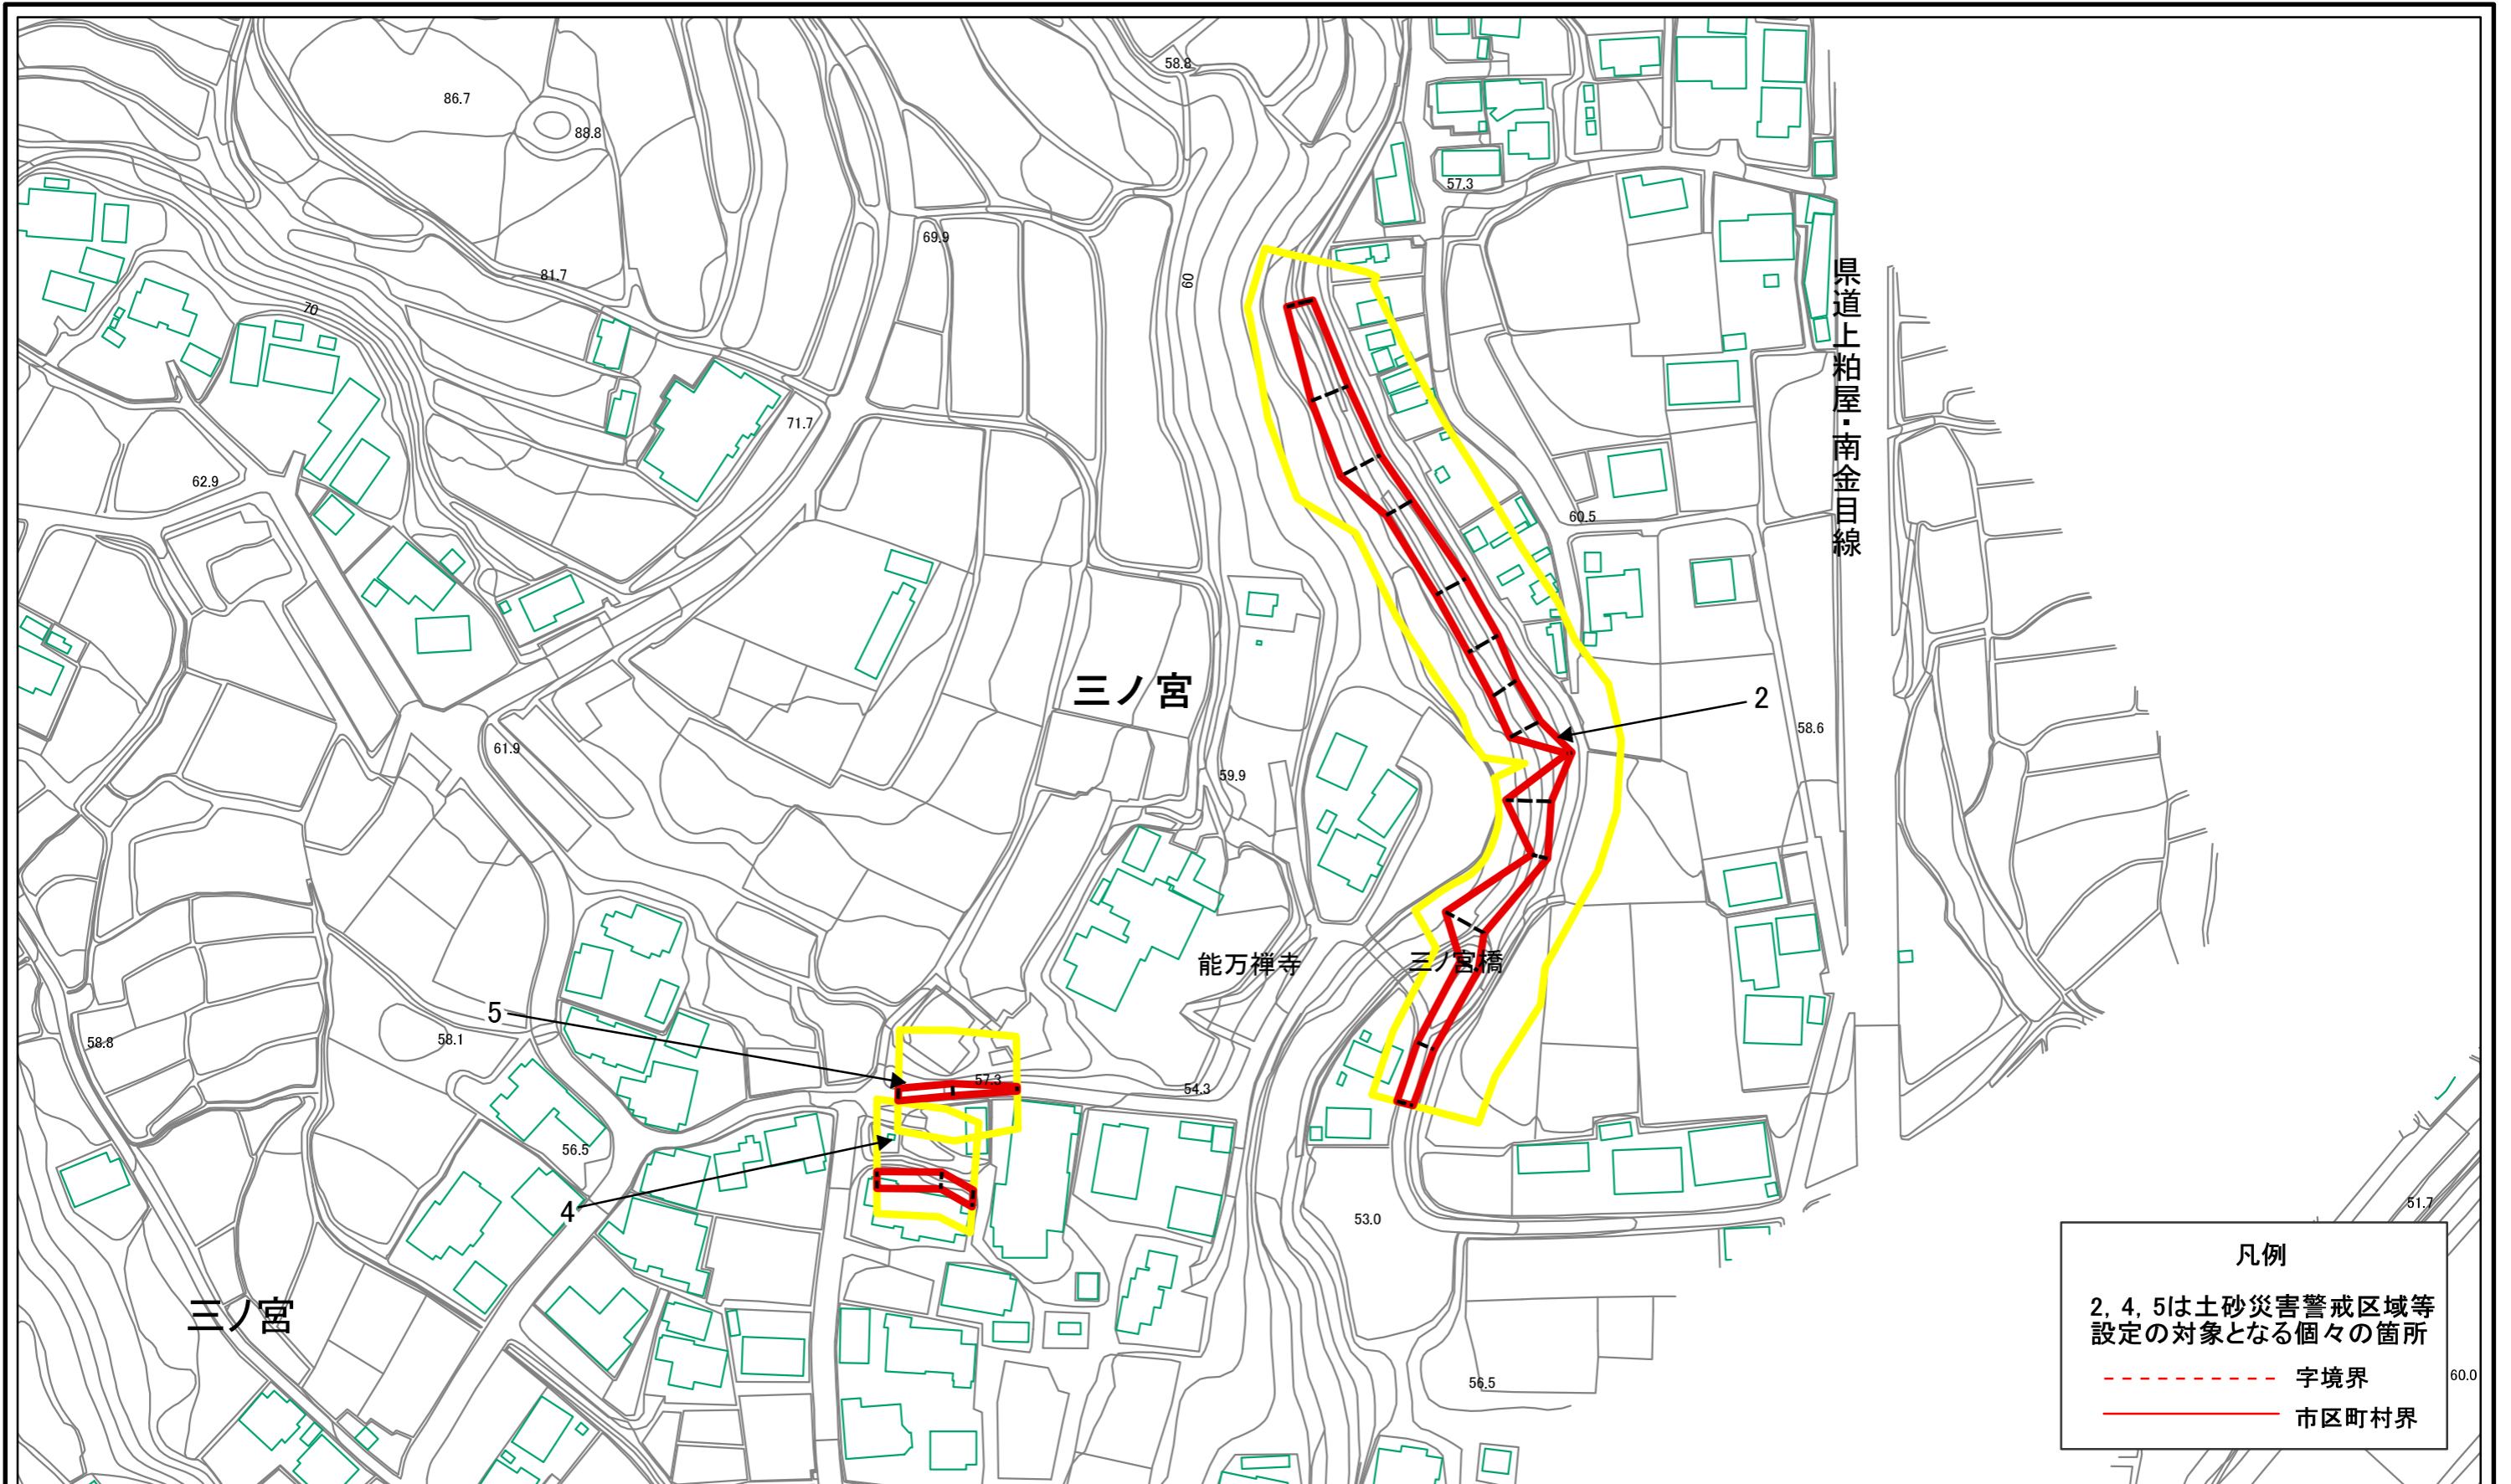 58.8
86.7
88.8
57.3
69.9
81.7
60
70
県道上粕屋・南金目線
71.7
62.9
60.5
三ノ宮
2
58.6
61.9
59.9
能万禅寺
三ノ宮橋
5
58.8
58.1
57.3
54.3
56.5
4
53.0
51.7
三ノ宮
凡例
2, 4, 5は土砂災害警戒区域等
設定の対象となる個々の箇所
字境界
市区町村界
56.5
60.0